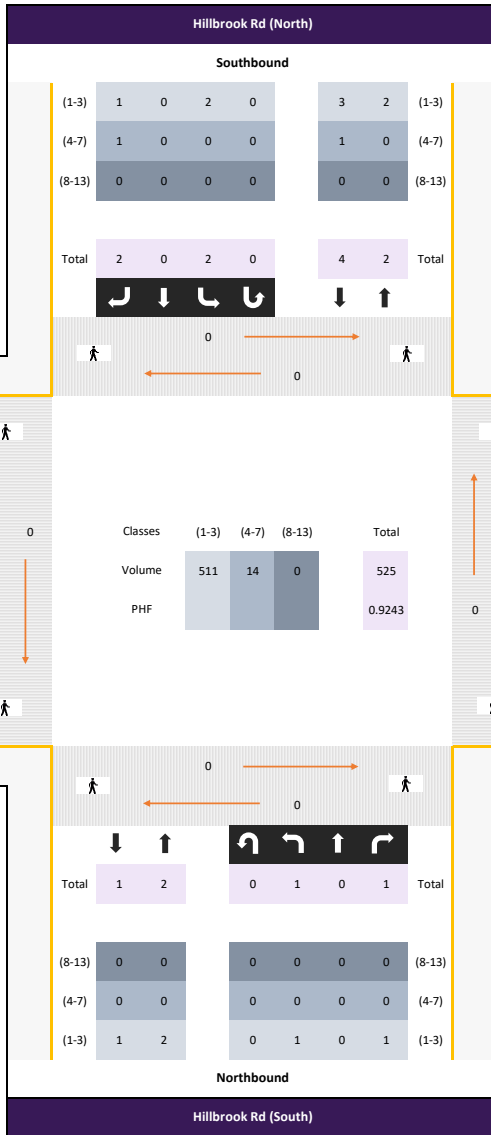 Hillbrook Rd (North)
Southbound
(1-3) 1 0 2 0 3 2 (1-3)
(4-7) 1 0 0 0 1 0 (4-7)
(8-13) 0 0 0 0 0 0 (8-13)
Total 2 0 2 0 4 2 Total
0
0
0
Classes (1-3) (4-7) (8-13) Total
Volume 511 14 0 525
PHF 0.9243
0
0
0
Total 1 2 0 1 0 1 Total
(8-13) 0 0 0 0 0 0 (8-13)
(4-7) 0 0 0 0 0 0 (4-7)
(1-3) 1 2 0 1 0 1 (1-3)
Northbound
Hillbrook Rd (South)